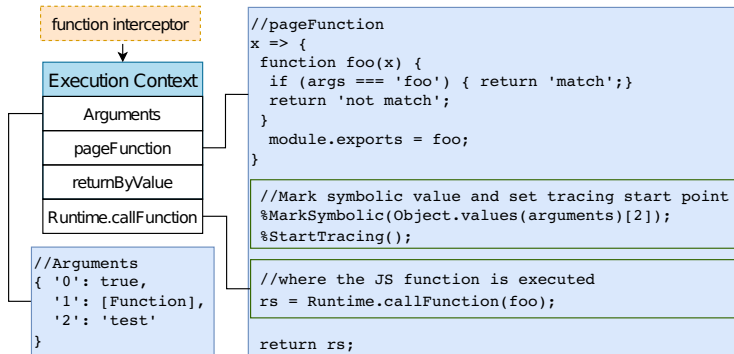 function interceptor
Execution Context
Arguments
pageFunction
returnByValue
Runtime.callFunction
//Arguments
{ '0': true,
'1': [Function],
'2': 'test'
}
//pageFunction
x => {
function foo(x) {
if (args === 'foo') { return 'match';}
return 'not match';
}
module.exports = foo;
}
//Mark symbolic value and set tracing start point
%MarkSymbolic(Object.values(arguments)[2]);
%StartTracing();
//where the JS function is executed
rs = Runtime.callFunction(foo);
return rs;